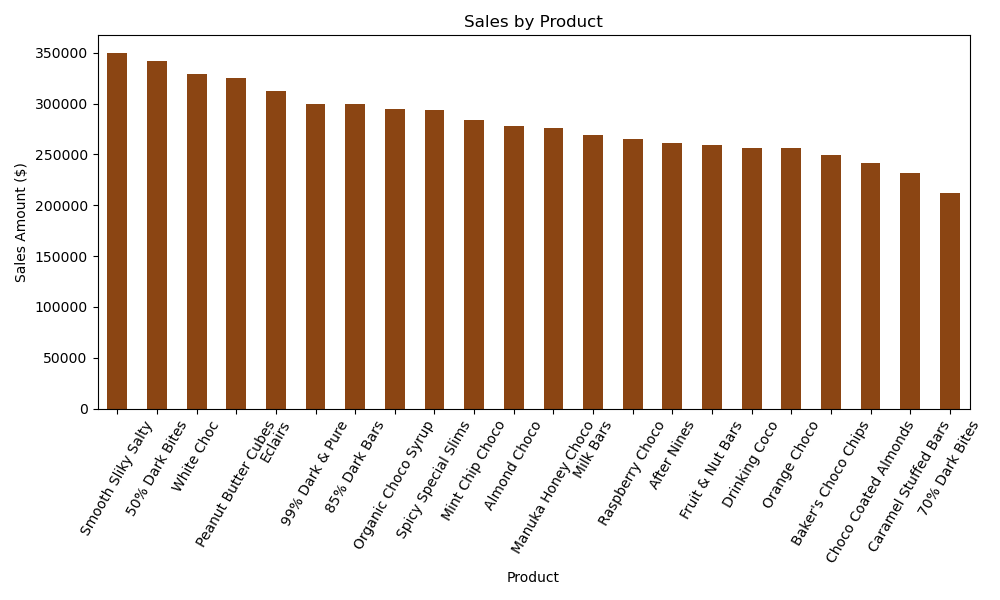 Sales by Product
Sales Amount ($)
350000
300000
250000
200000
150000
100000
50000
0
Smooth Sliky Salty
50% Dark Bites
White Choc
Peanut Butter Cubes
Eclairs
99% Dark & Pure
85% Dark Bars
Organic Choco Syrup
Spicy Special Slims
Mint Chip Choco
Almond Choco
Manuka Honey Choco
Milk Bars
Raspberry Choco
After Nines
Fruit & Nut Bars
Drinking Coco
Orange Choco
Baker's Choco Chips
Choco Coated Almonds
Caramel Stuffed Bars
70% Dark Bites
Product